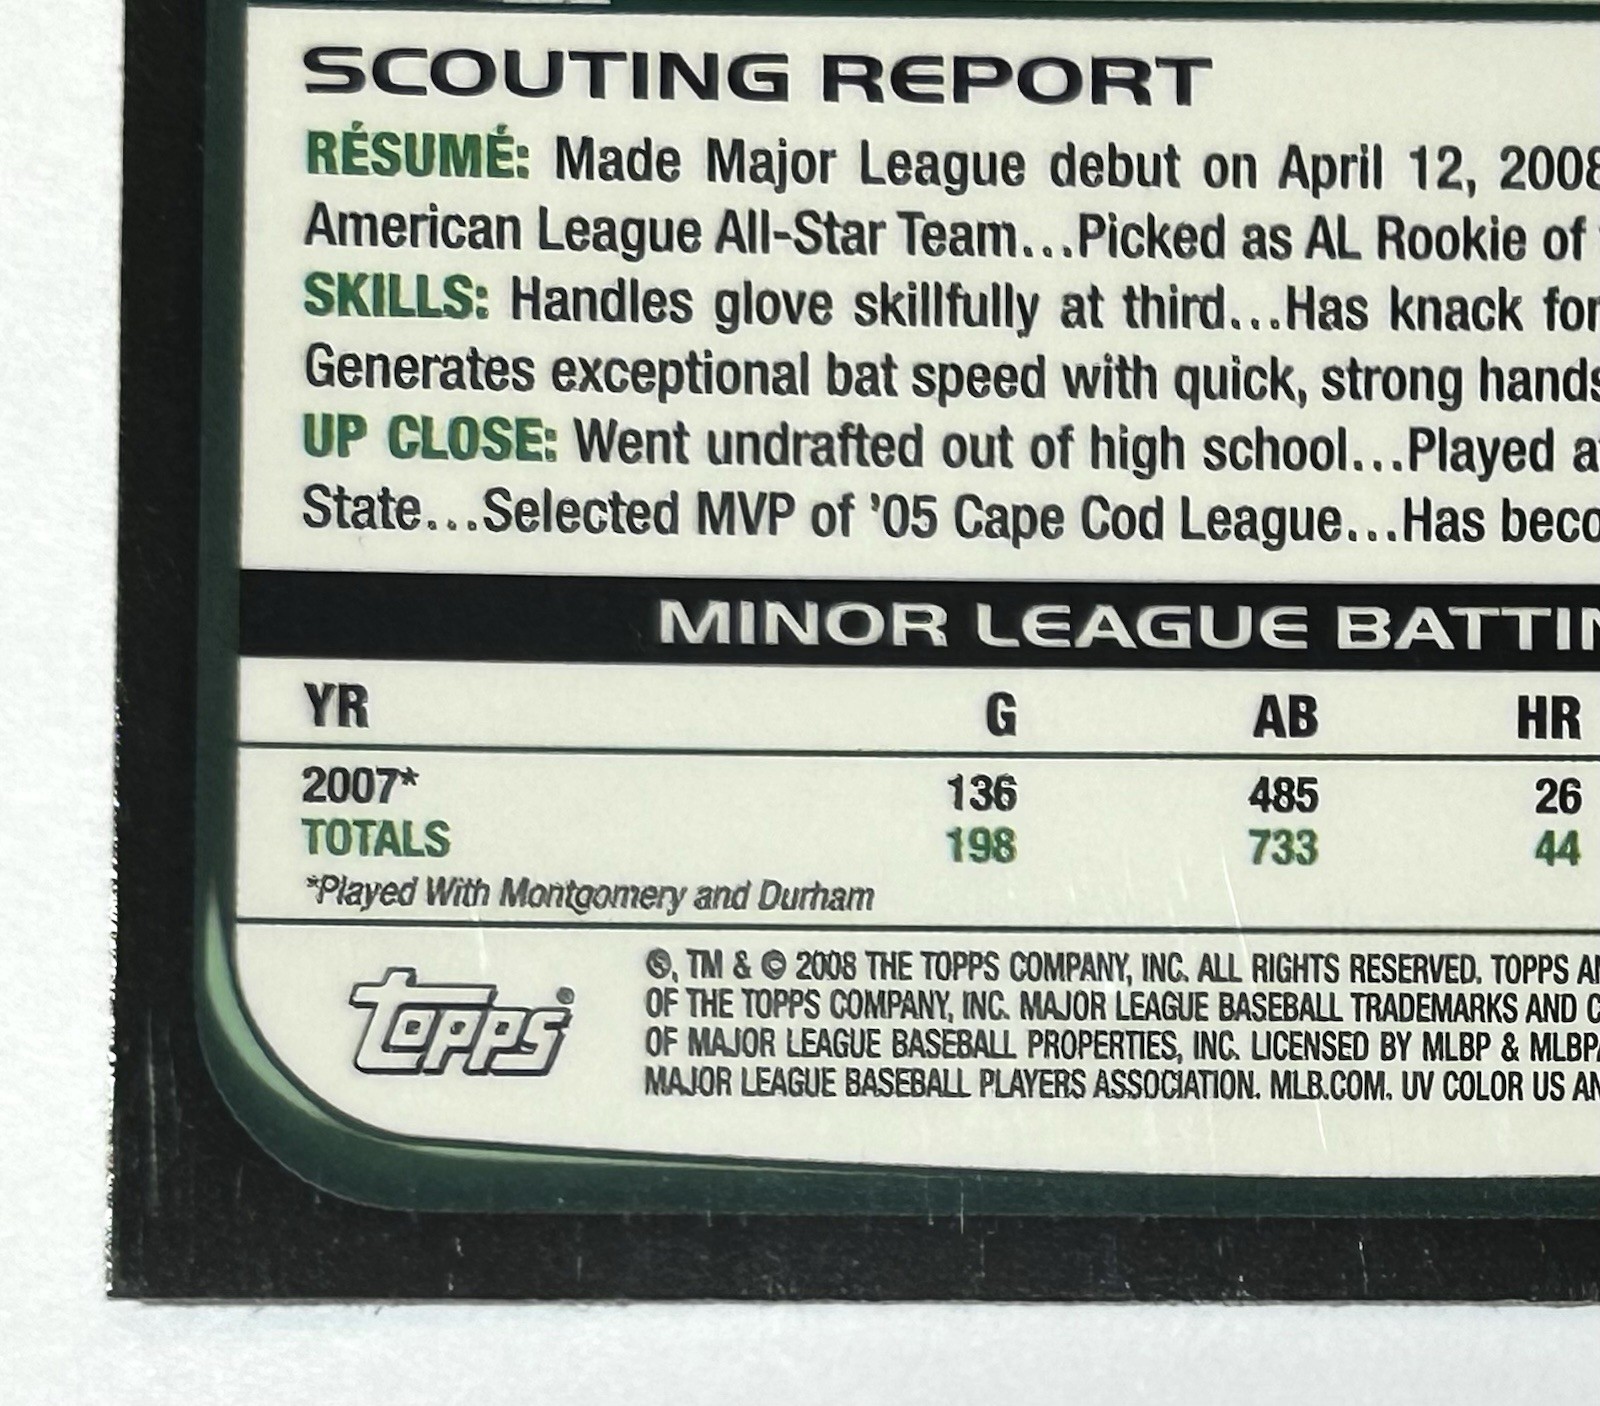 SCOUTING REPORT
RÉSUMÉ: Made Major League debut on April 12, 2008
American League All-Star Team...Picked as AL Rookie of
SKILLS: Handles glove skillfully at third...Has knack for
Generates exceptional bat speed with quick, strong hands
UP CLOSE: Went undrafted out of high school...Played
State...Selected MVP of '05 Cape Cod League...Has beco
MINOR LEAGUE BATTIN
YR G AB HR
2007* 136 485 26
TOTALS 198 733 44
*Played With Montgomery and Durham
Topps®
®, TM & © 2008 THE TOPPS COMPANY, INC. ALL RIGHTS RESERVED. TOPPS
OF THE TOPPS COMPANY, INC. MAJOR LEAGUE BASEBALL TRADEMARKS AND
OF MAJOR LEAGUE BASEBALL PROPERTIES, INC. LICENSED BY MLBP &
MAJOR LEAGUE BASEBALL PLAYERS ASSOCIATION. MLB.COM. UV COLOR US